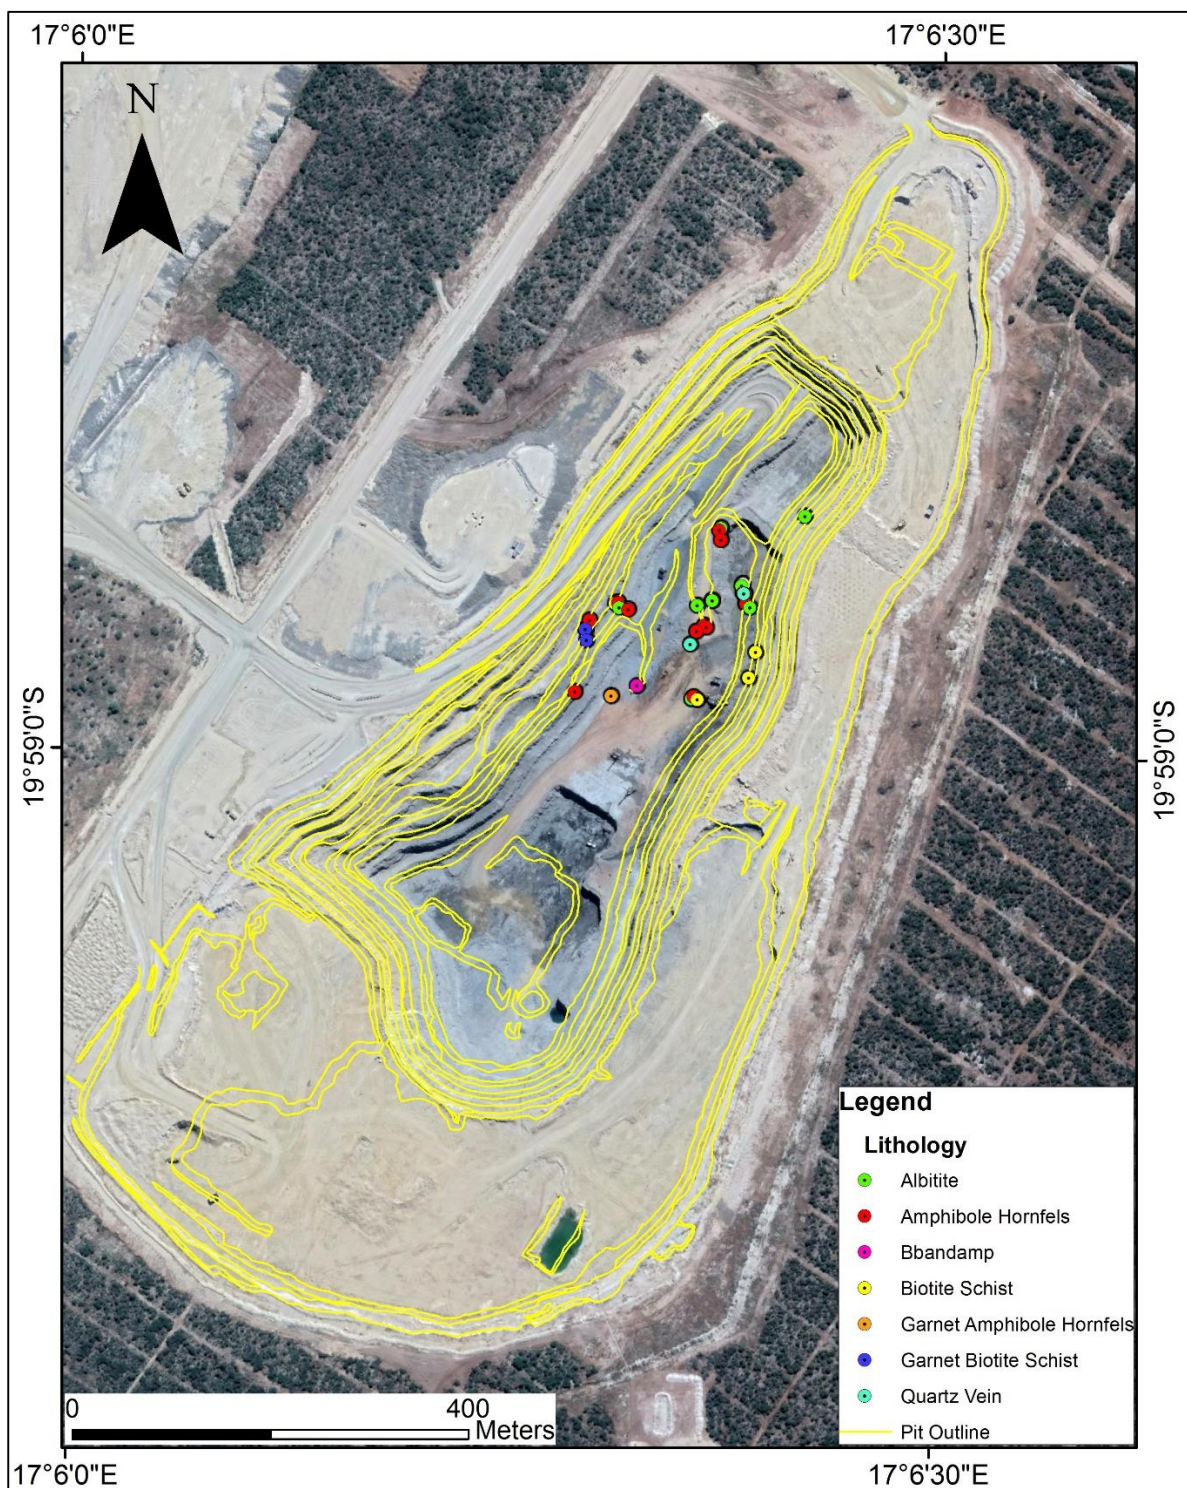 17°6'0"E
17°6'30"E
N
19°59'0"S
19°59'0"S
Legend
Lithology
Albitite
Amphibole Hornfels
Bbandamp
Biotite Schist
Garnet Amphibole Hornfels
Garnet Biotite Schist
Quartz Vein
Pit Outline
0
400
Meters
17°6'0"E
17°6'30"E